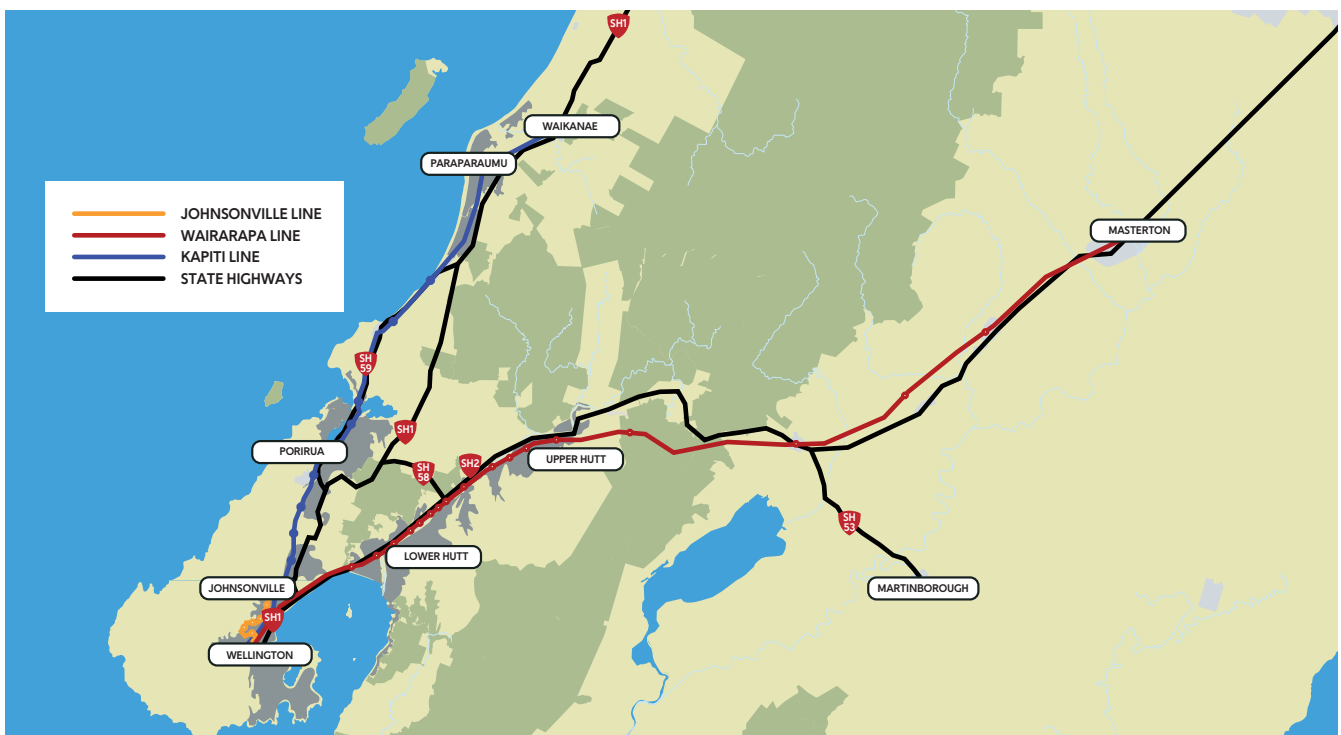 SH1
WAIKANAE
PARAPARAUMU
JOHNSONVILLE LINE
WAIRARAPA LINE
KAPITI LINE
STATE HIGHWAYS
MASTERTON
SH
59
SH1
PORIRUA
SH
58
SH2
UPPER HUTT
SH
53
LOWER HUTT
JOHNSONVILLE
MARTINBOROUGH
SH1
WELLINGTON